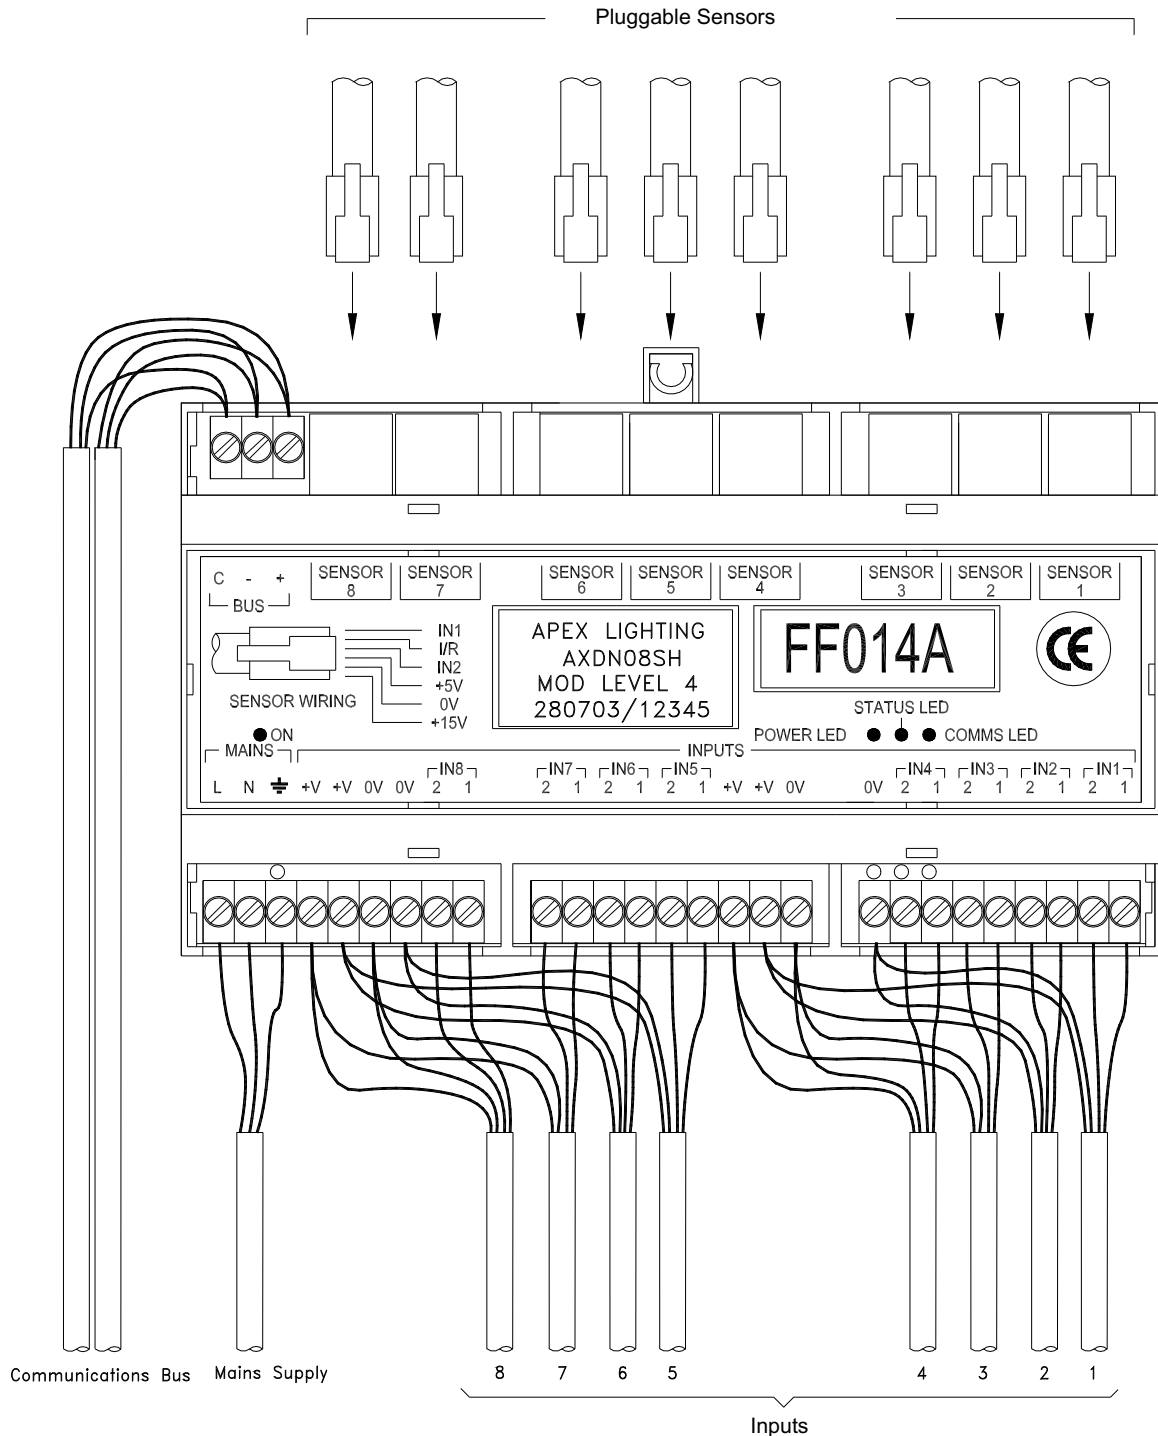 Pluggable Sensors
C - +
BUS
SENSOR 8
SENSOR 7
SENSOR 6
SENSOR 5
SENSOR 4
SENSOR 3
SENSOR 2
SENSOR 1
IN1
I/R
IN2
+5V
0V
+15V
SENSOR WIRING
APEX LIGHTING
AXDN08SH
MOD LEVEL 4
280703/12345
FF014A
CE
STATUS LED
POWER LED
COMMS LED
ON
MAINS
INPUTS
IN8 IN7 IN6 IN5 IN4 IN3 IN2 IN1
L N +V +V 0V 0V 2 1 2 1 2 1 2 1 +V +V 0V 0V 2 1 2 1 2 1 2 1
Communications Bus
Mains Supply
8 7 6 5 4 3 2 1
Inputs